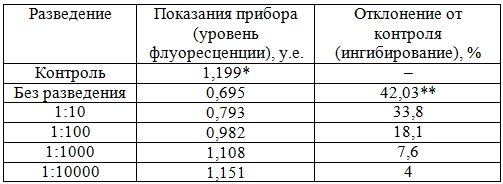 Разведение Показания прибора Отклонение от
(уровень контроля
флуоресценции), у.е. (ингибирование), %
Контроль 1,199* –
Без разведения 0,695 42,03**
1:10 0,793 33,8
1:100 0,982 18,1
1:1000 1,108 7,6
1:10000 1,151 4